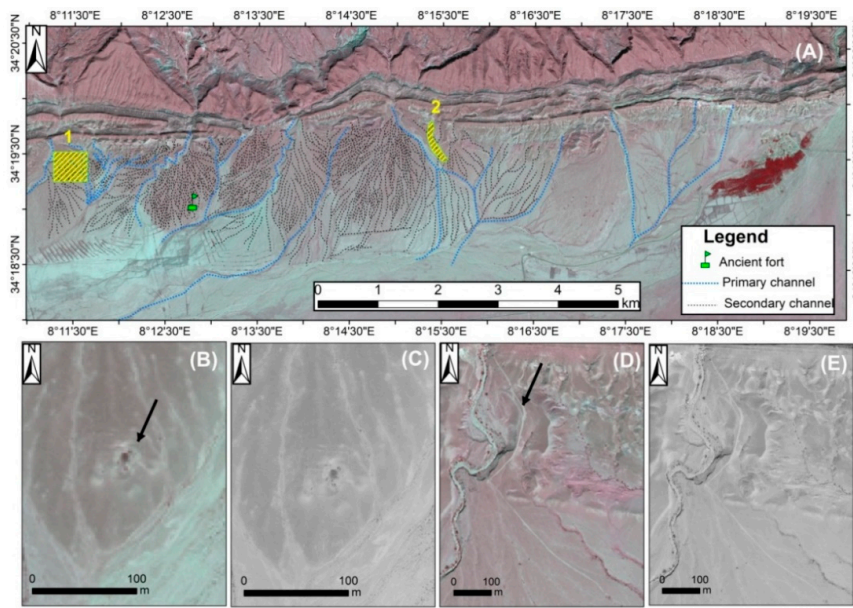 8°11'30"E 8°12'30"E 8°13'30"E 8°14'30"E 8°15'30"E 8°16'30"E 8°17'30"E 8°18'30"E 8°19'30"E
34°20'30"N
N
(A)
1
2
34°19'30"N
34°18'30"N
Legend
Ancient fort
Primary channel
Secondary channel
0 1 2 3 4 5
km
8°11'30"E 8°12'30"E 8°13'30"E 8°14'30"E 8°15'30"E 8°16'30"E 8°17'30"E 8°18'30"E 8°19'30"E
N
(B)
0 100
m
(C)
0 100
m
N
(D)
0 100
m
N
(E)
0 100
m